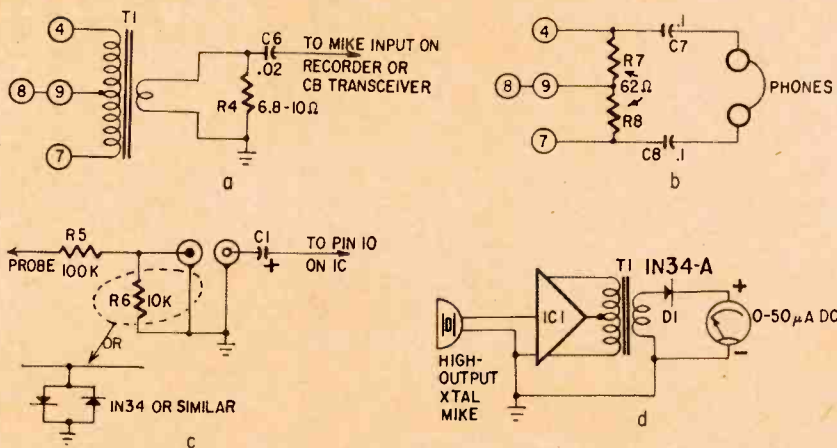 4
T1
C6
.02
TO MIKE INPUT ON
RECORDER OR
CB TRANSCEIVER
8
9
R4
6.8-10Ω
7
a
4
.1
C7
R7
8
9
62Ω
PHONES
R8
7
C8 .1
b
R5
PROBE 100K
C1
+
TO PIN 10
ON IC
R6 10K
OR
IN34 OR SIMILAR
c
T1
IN34-A
+
IC1
D1
0-50µA DC
-
HIGH-
OUTPUT
XTAL
MIKE
d